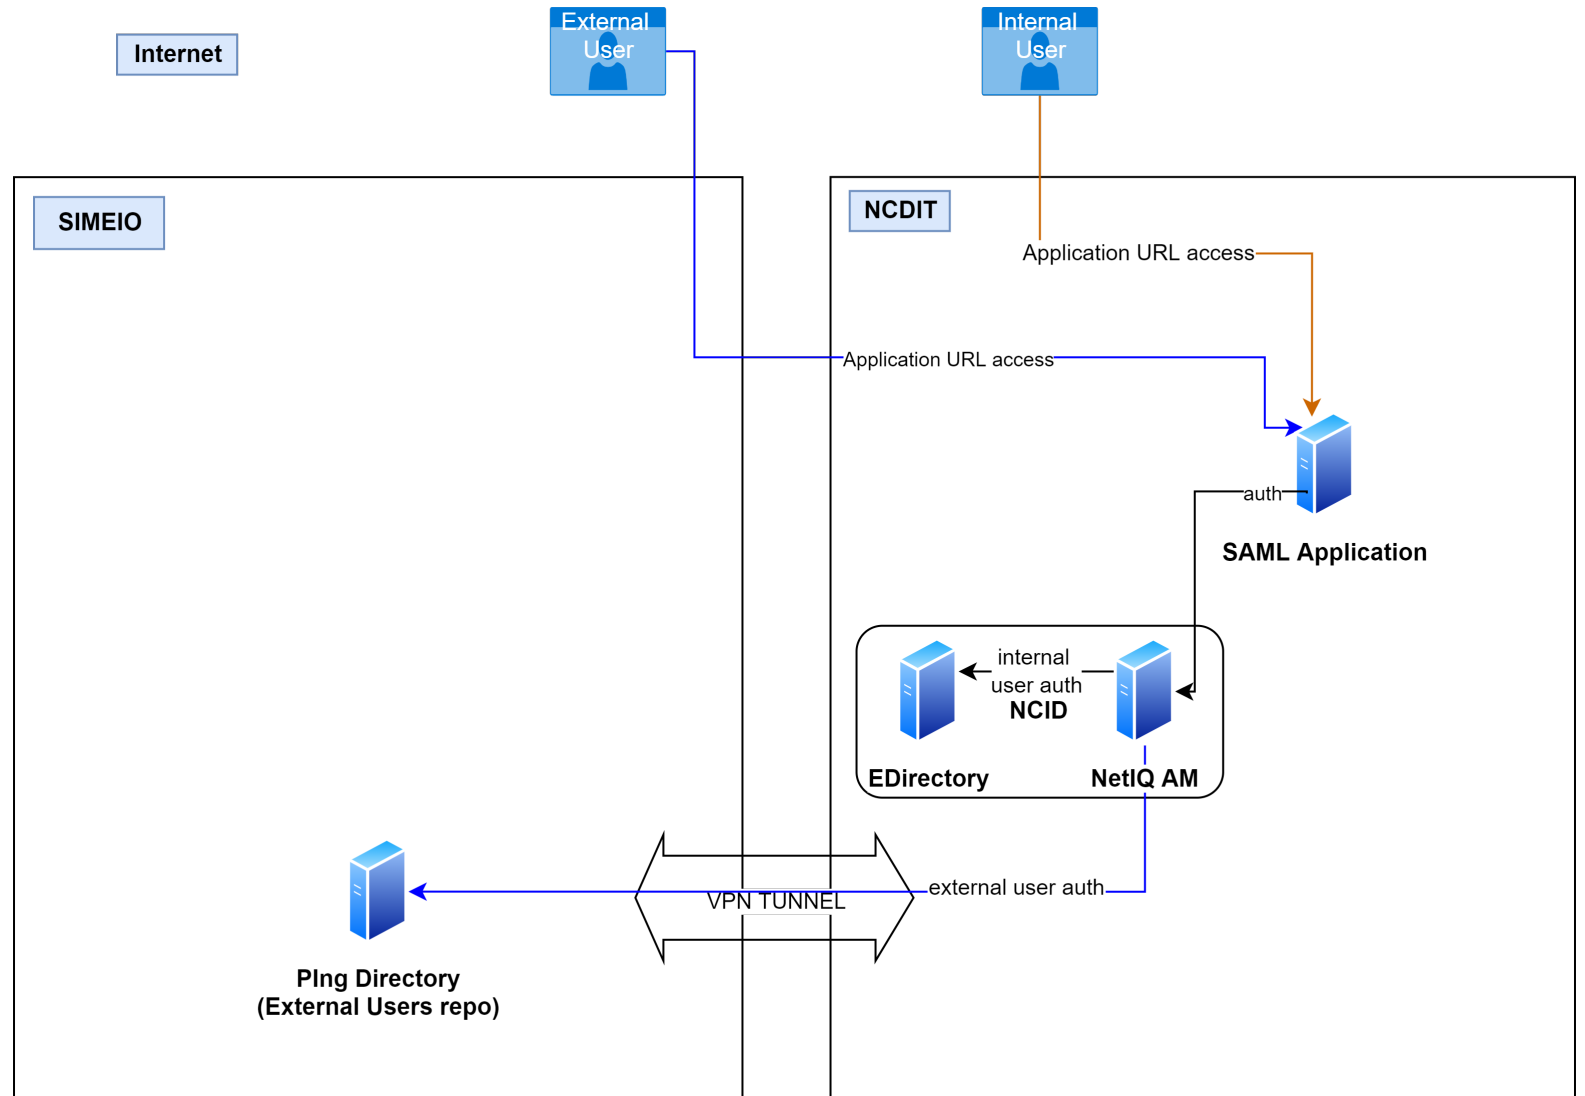 External
User
Internal
User
Internet
SIMEIO
NCDIT
Application URL access
Application URL access
auth
SAML Application
internal
user auth
NCID
EDirectory
NetIQ AM
external user auth
VPN TUNNEL
PIng Directory
(External Users repo)